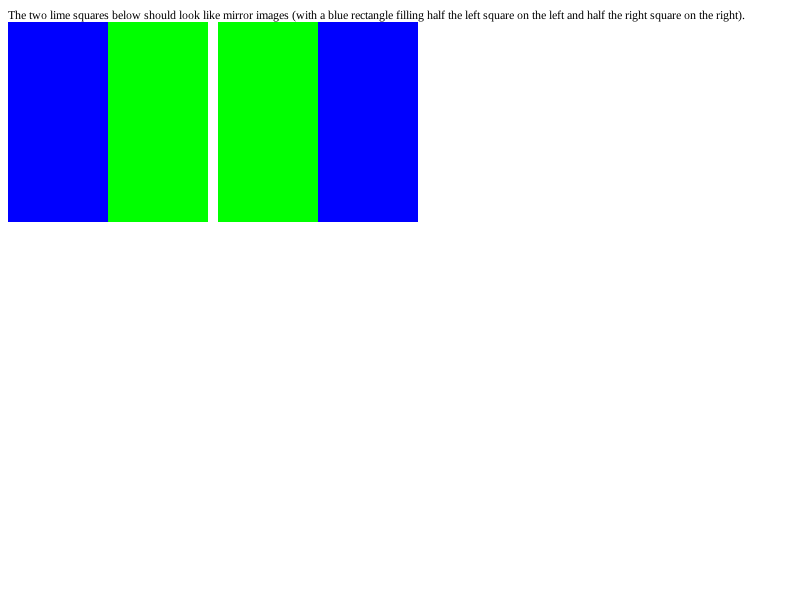 The two lime squares below should look like mirror images (with a blue rectangle filling half the left square on the left and half the right square on the right).